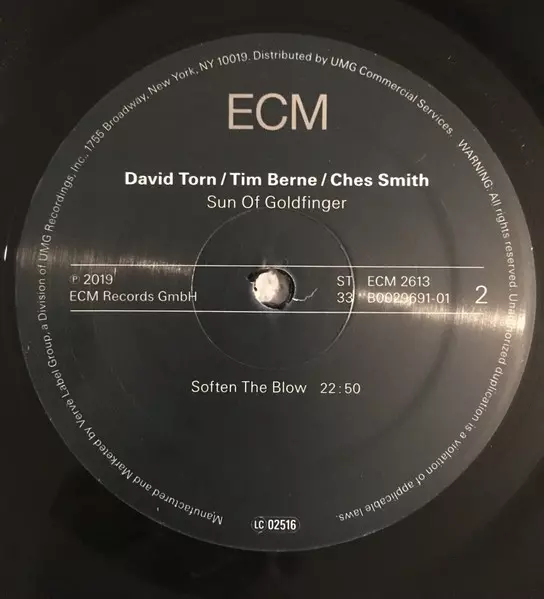 ECM
David Torn / Tim Berne / Ches Smith
Sun Of Goldfinger
℗ 2019
ECM Records GmbH
ST ECM 2613
33 B0029691-01
2
Soften The Blow 22:50
LC 02516
Manufactured and Marketed by Verve Label Group, a Division of UMG Recordings, Inc., 1755 Broadway, New York, NY 10019. Distributed by UMG Commercial Services. WARNING: All rights reserved. Unauthorized duplication is a violation of applicable laws.